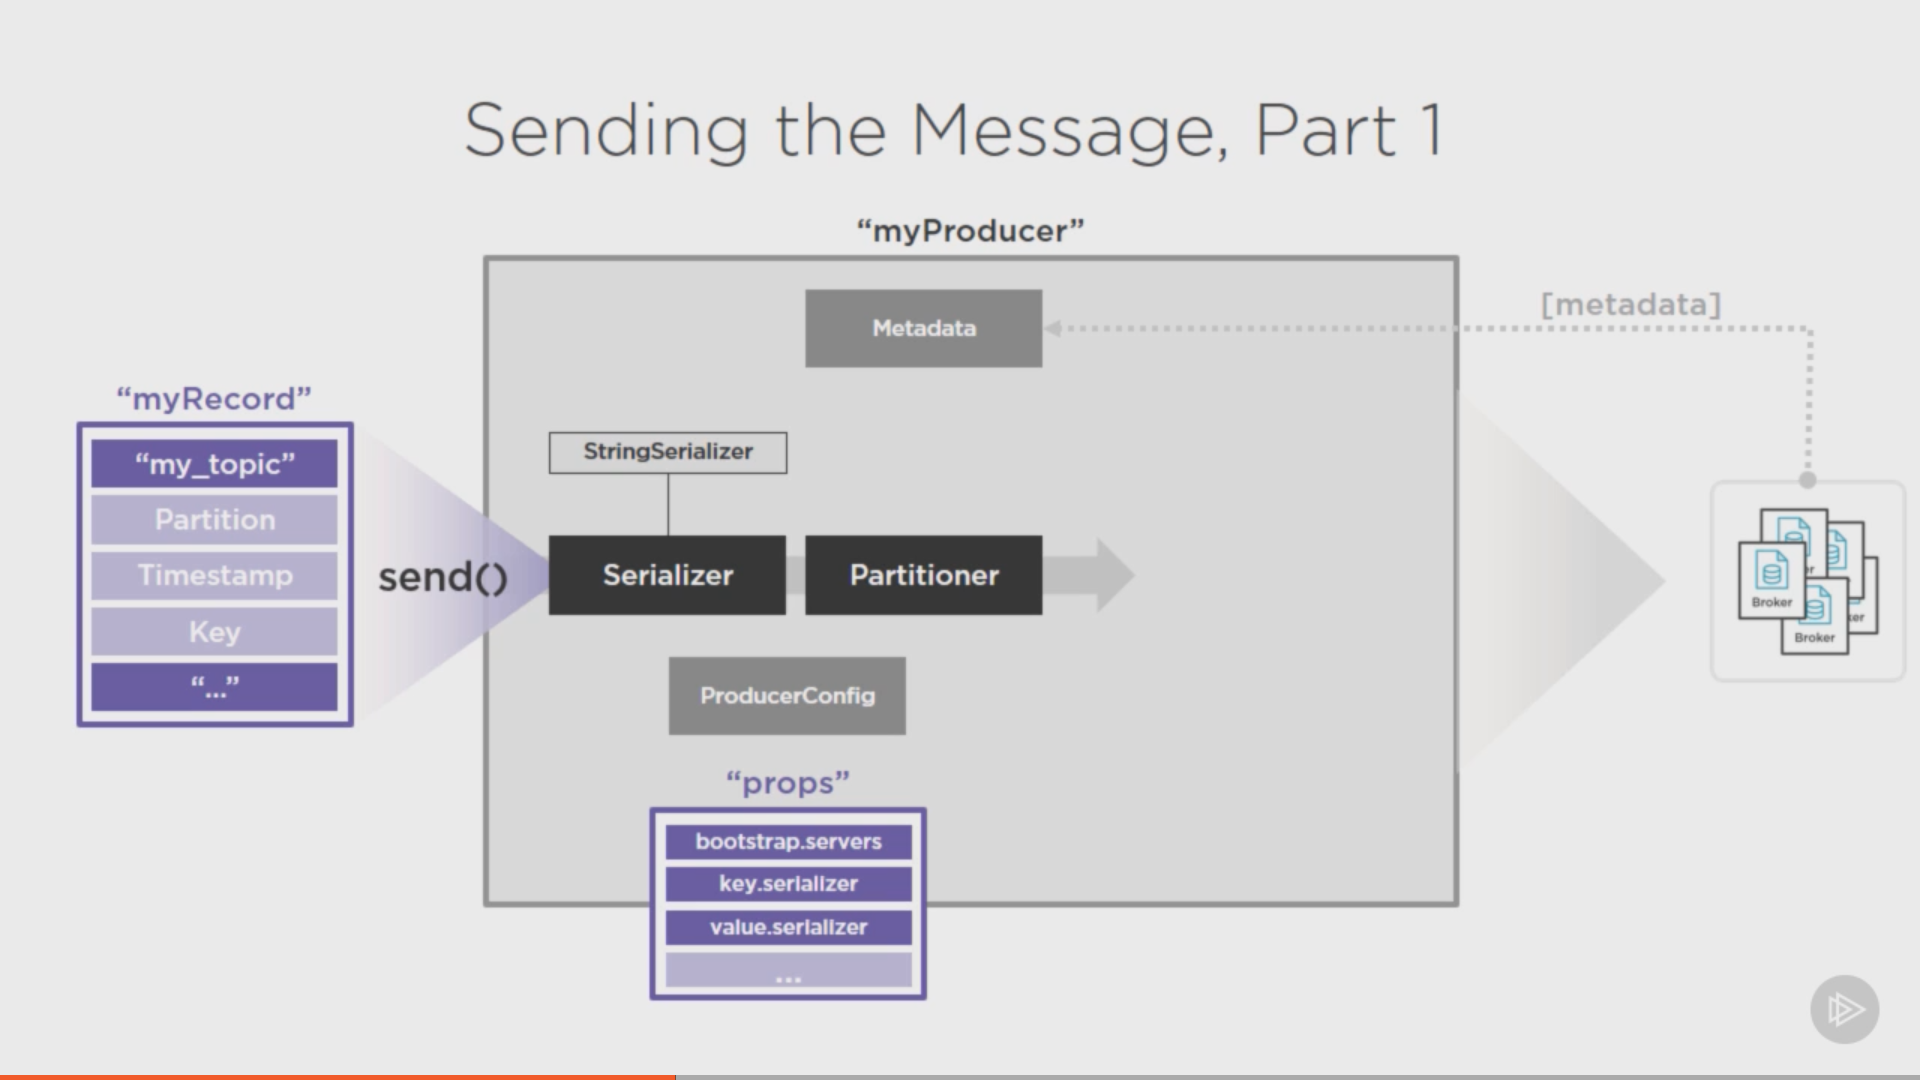 Sending the Message, Part 1
“myProducer”
Metadata
[metadata]
“myRecord”
“my_topic”
Partition
Timestamp
Key
“...”
send()
StringSerializer
Serializer
Partitioner
ProducerConfig
“props”
bootstrap.servers
key.serializer
value.serializer
...
Broker
Broker